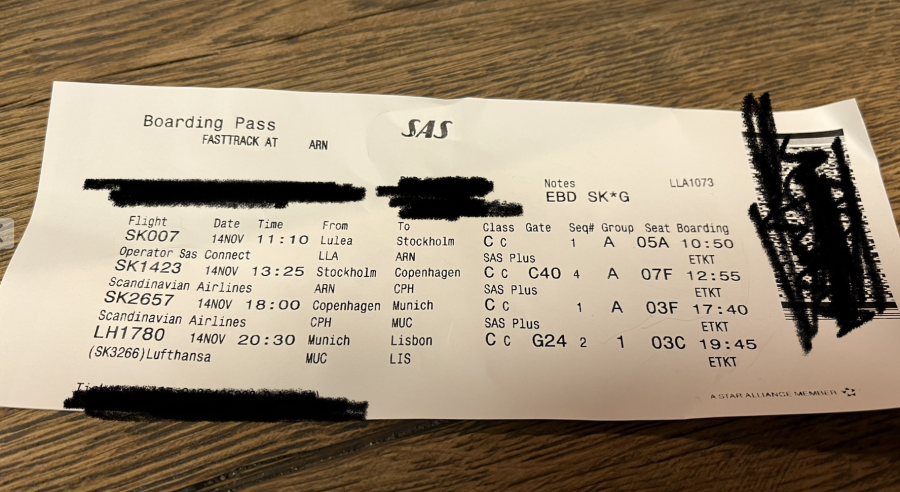 Boarding Pass
SAS
FASTTRACK AT ARN
Notes LLA1073
EBD SK*G
Flight Date Time From To Class Gate Seq# Group Seat Boarding
SK007 14NOV 11:10 Lulea Stockholm C C 1 A 05A 10:50
Operator Sas Connect LLA ARN SAS Plus ETKT
SK1423 14NOV 13:25 Stockholm Copenhagen C C C40 4 A 07F 12:55
Scandinavian Airlines ARN CPH SAS Plus ETKT
SK2657 14NOV 18:00 Copenhagen Munich C C 1 A 03F 17:40
Scandinavian Airlines CPH MUC SAS Plus ETKT
LH1780 14NOV 20:30 Munich Lisbon C C G24 2 1 03C 19:45
(SK3266)Lufthansa MUC LIS ETKT
A STAR ALLIANCE MEMBER